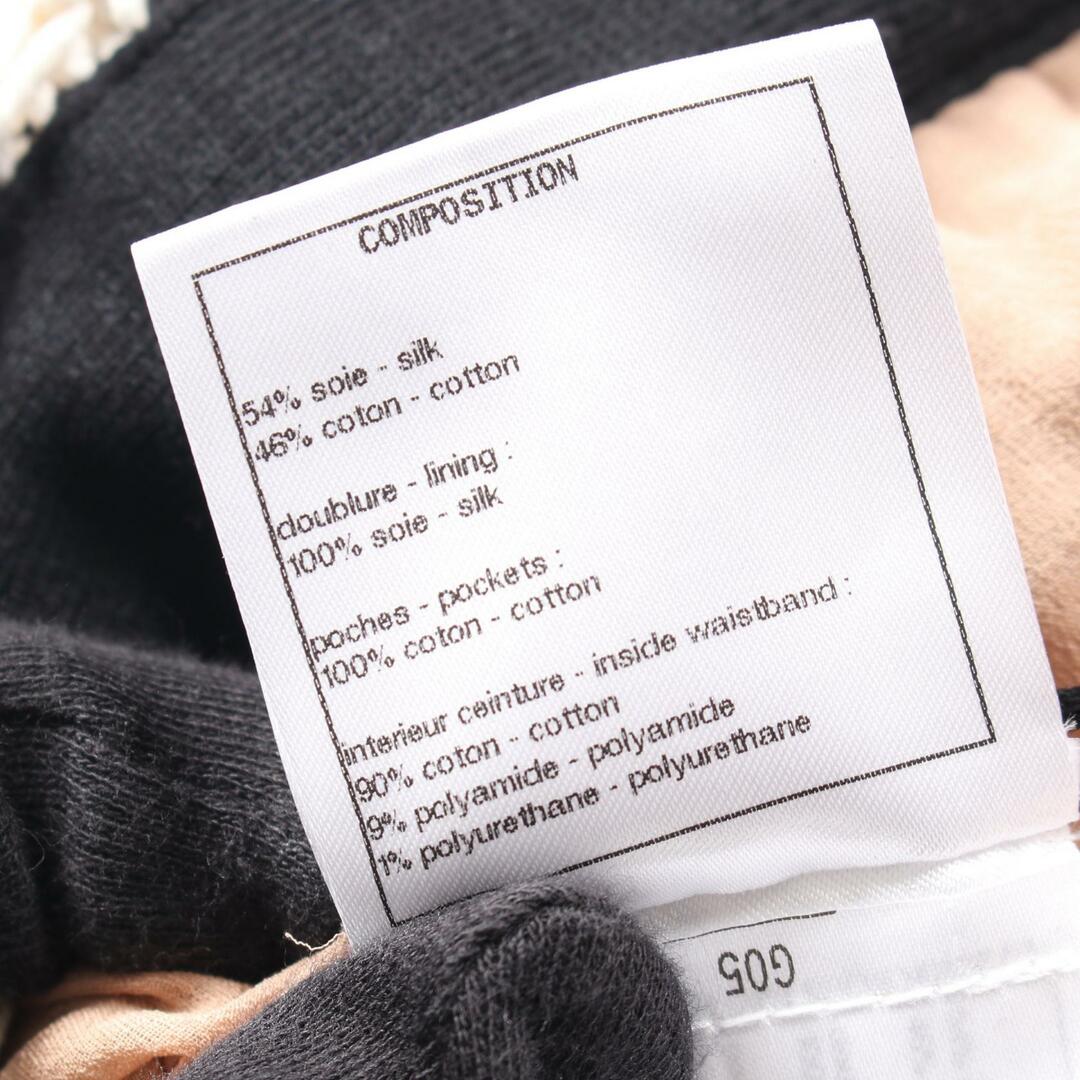 COMPOSITION
54% soie - silk
46% coton - cotton
doublure - lining :
100% soie - silk
poches - pockets :
100% coton - cotton
interieur ceinture - inside waistband :
90% coton - cotton
9% polyamide - polyamide
1% polyurethane - polyurethane
G05